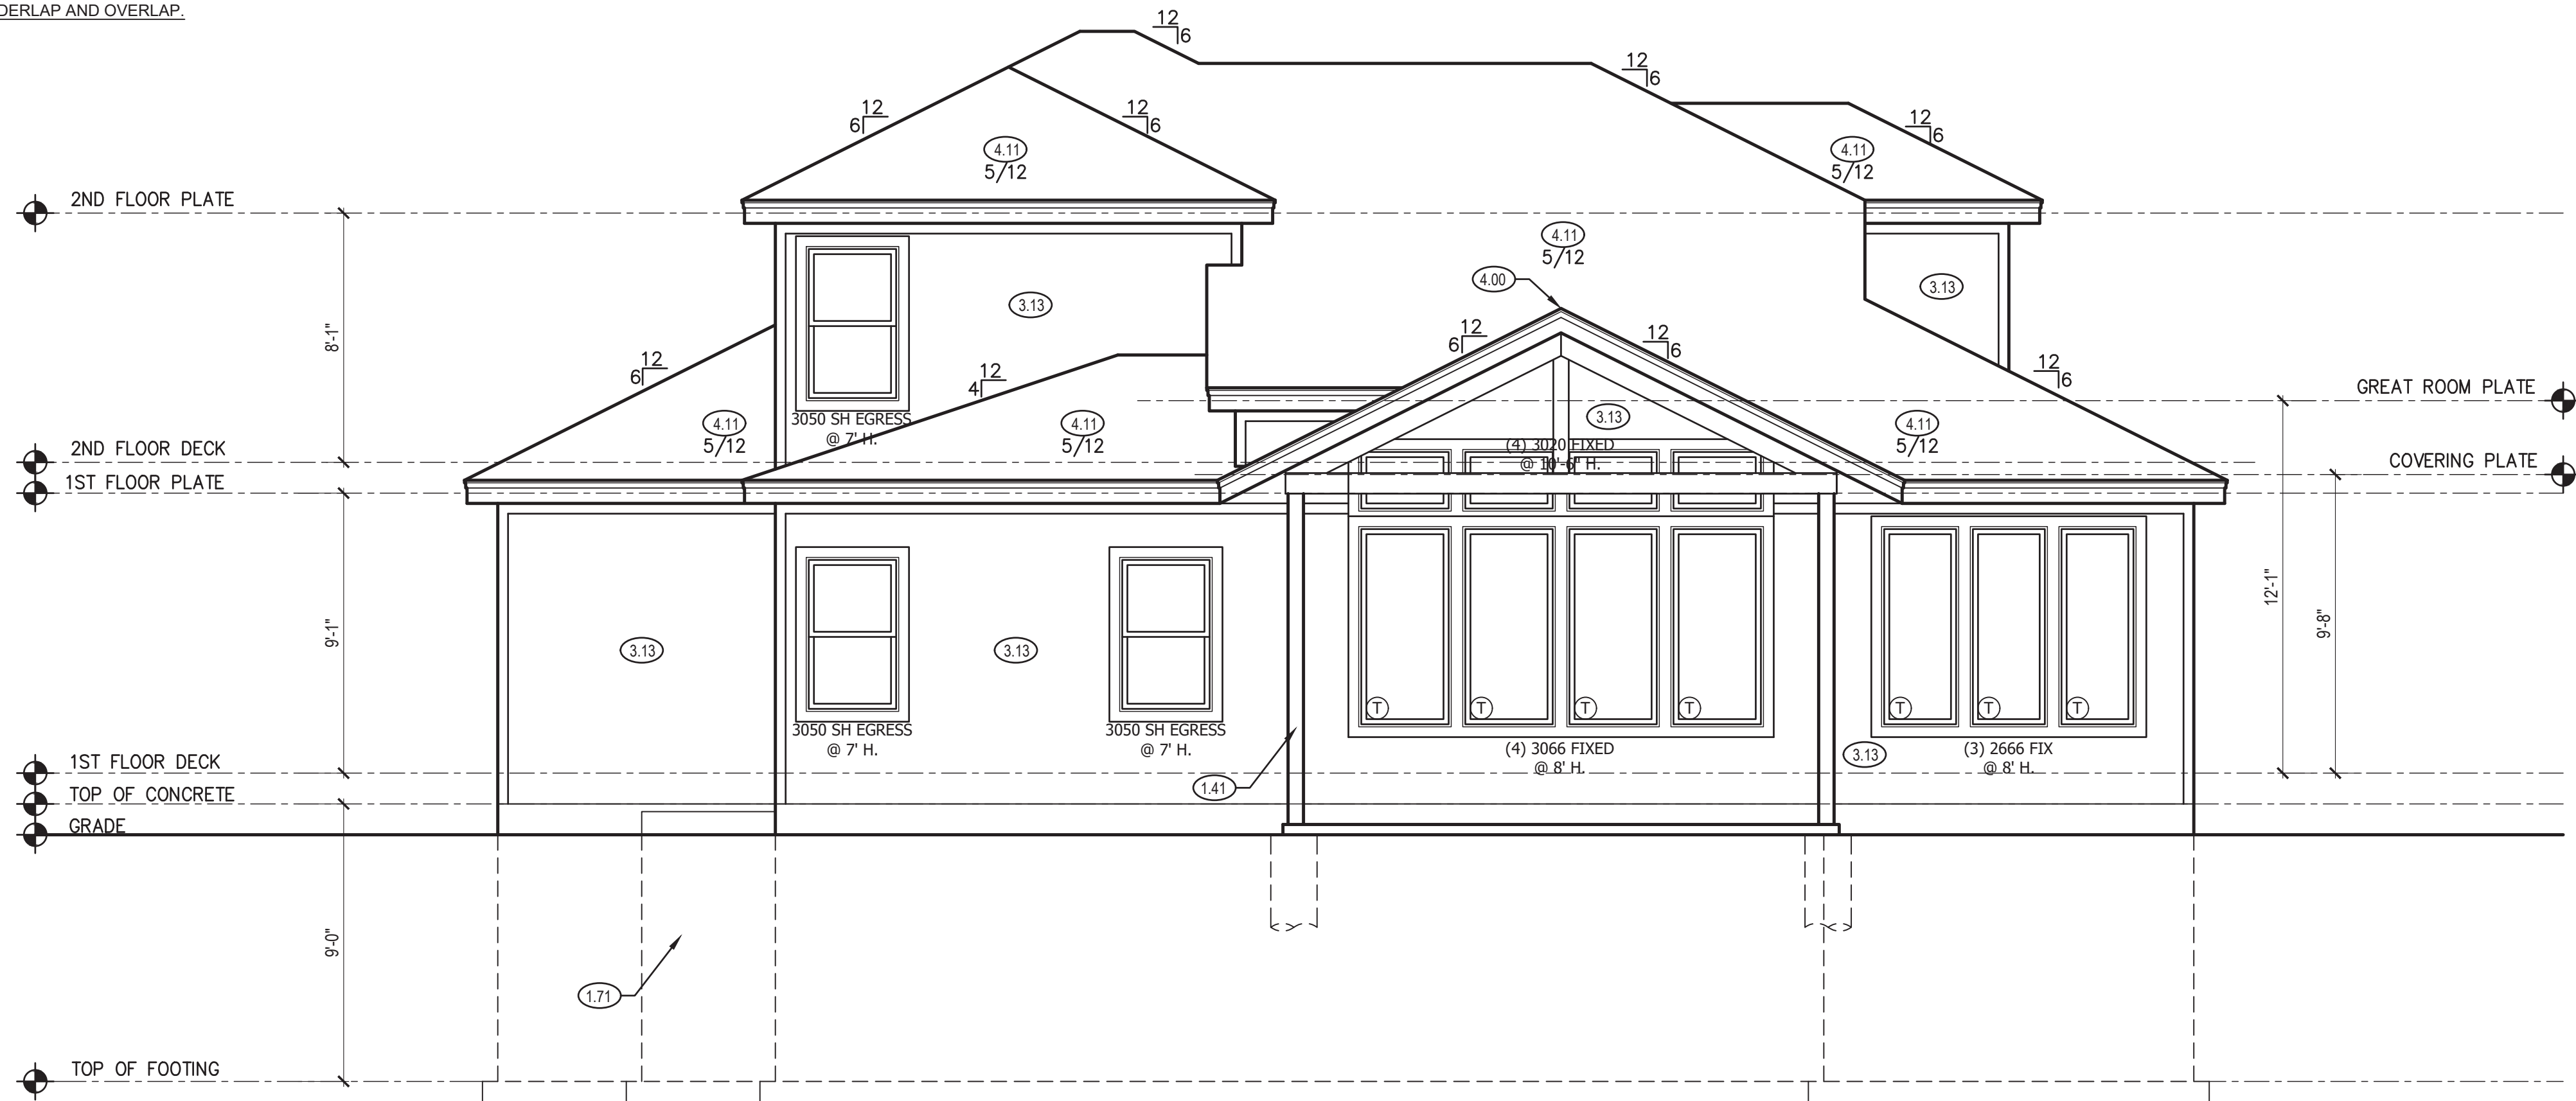 DERLAP AND OVERLAP.
12
6
12
6
12
6
12
6
12
6
4.11
5/12
4.11
5/12
2ND FLOOR PLATE
4.11
5/12
4.00
3.13
3.13
8'-1"
12
6
12
6
12
6
12
4
12
6
GREAT ROOM PLATE
4.11
5/12
3050 SH EGRESS
@ 7' H.
4.11
5/12
3.13
4.11
5/12
(4) 3020 FIXED
@ 10'-6" H.
2ND FLOOR DECK
COVERING PLATE
1ST FLOOR PLATE
12'-1"
9'-8"
9'-1"
3.13
3.13
T
T
T
T
T
T
T
3050 SH EGRESS
@ 7' H.
3050 SH EGRESS
@ 7' H.
(4) 3066 FIXED
@ 8' H.
3.13
(3) 2666 FIX
@ 8' H.
1ST FLOOR DECK
1.41
TOP OF CONCRETE
GRADE
9'-0"
1.71
TOP OF FOOTING